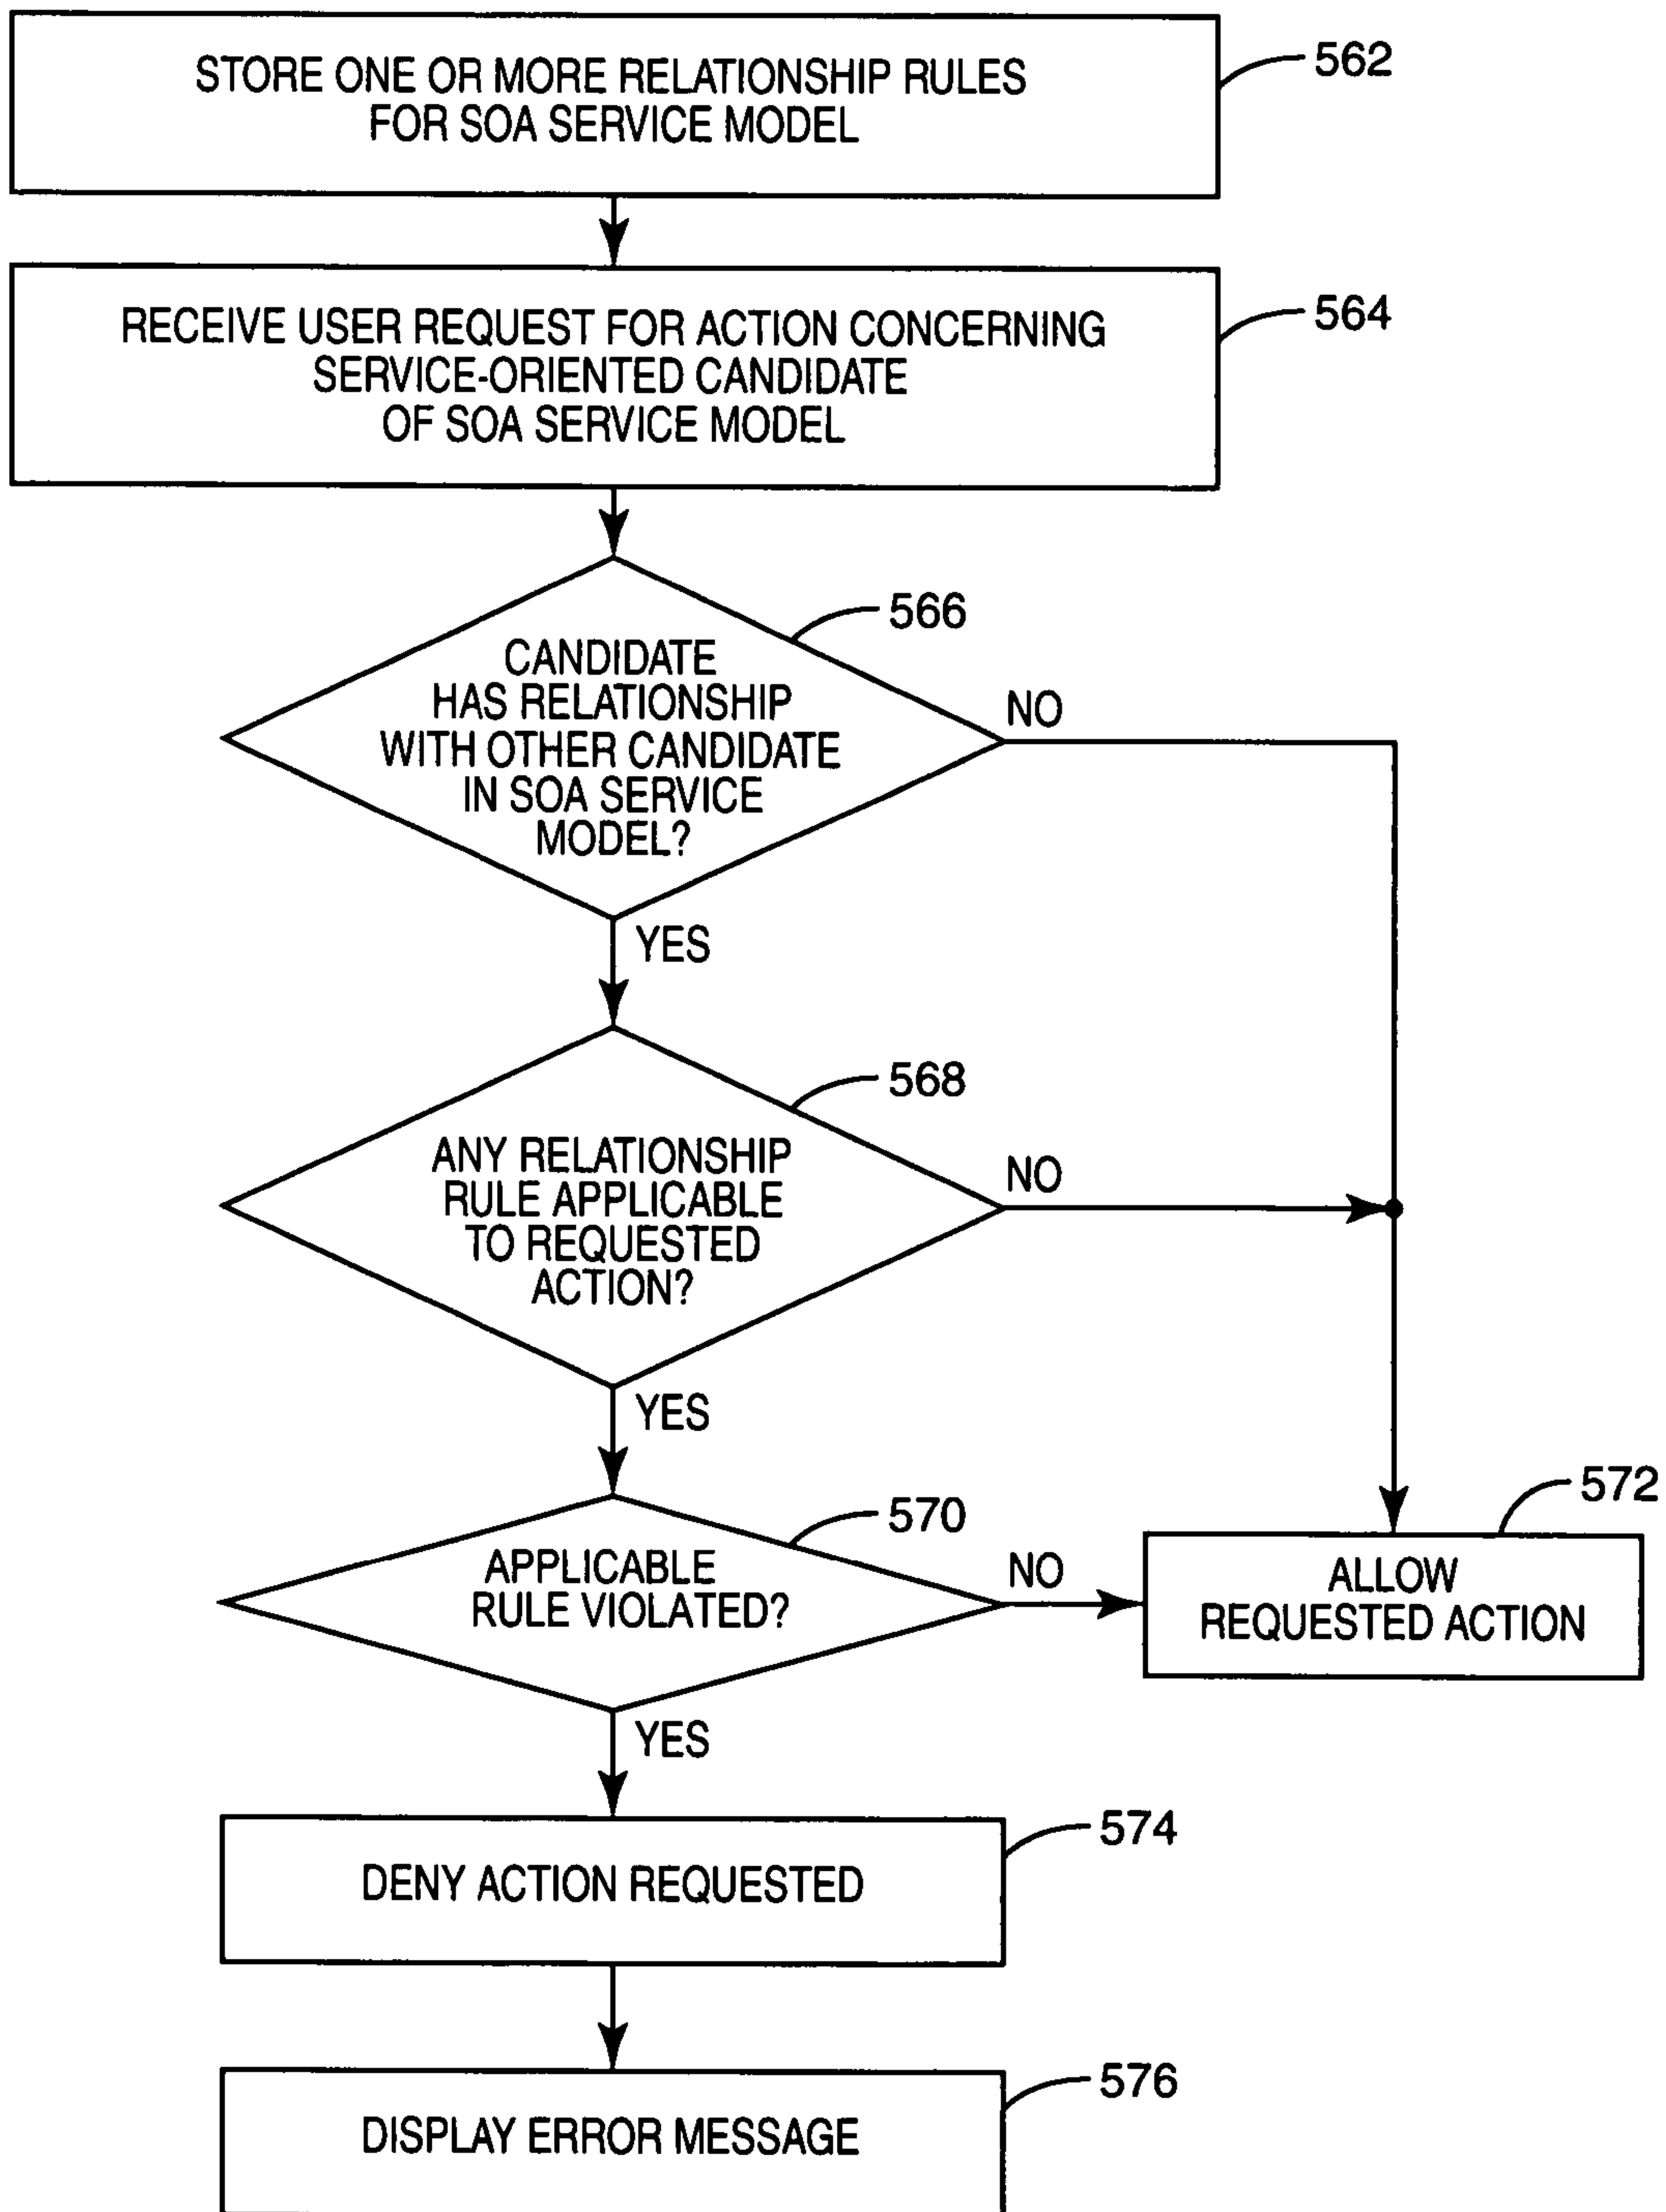 STORE ONE OR MORE RELATIONSHIP RULES
FOR SOA SERVICE MODEL
562
RECEIVE USER REQUEST FOR ACTION CONCERNING
SERVICE-ORIENTED CANDIDATE
OF SOA SERVICE MODEL
564
CANDIDATE
HAS RELATIONSHIP
WITH OTHER CANDIDATE
IN SOA SERVICE
MODEL?
566
NO
YES
ANY RELATIONSHIP
RULE APPLICABLE
TO REQUESTED
ACTION?
568
NO
YES
APPLICABLE
RULE VIOLATED?
570
NO
ALLOW
REQUESTED ACTION
572
YES
DENY ACTION REQUESTED
574
DISPLAY ERROR MESSAGE
576